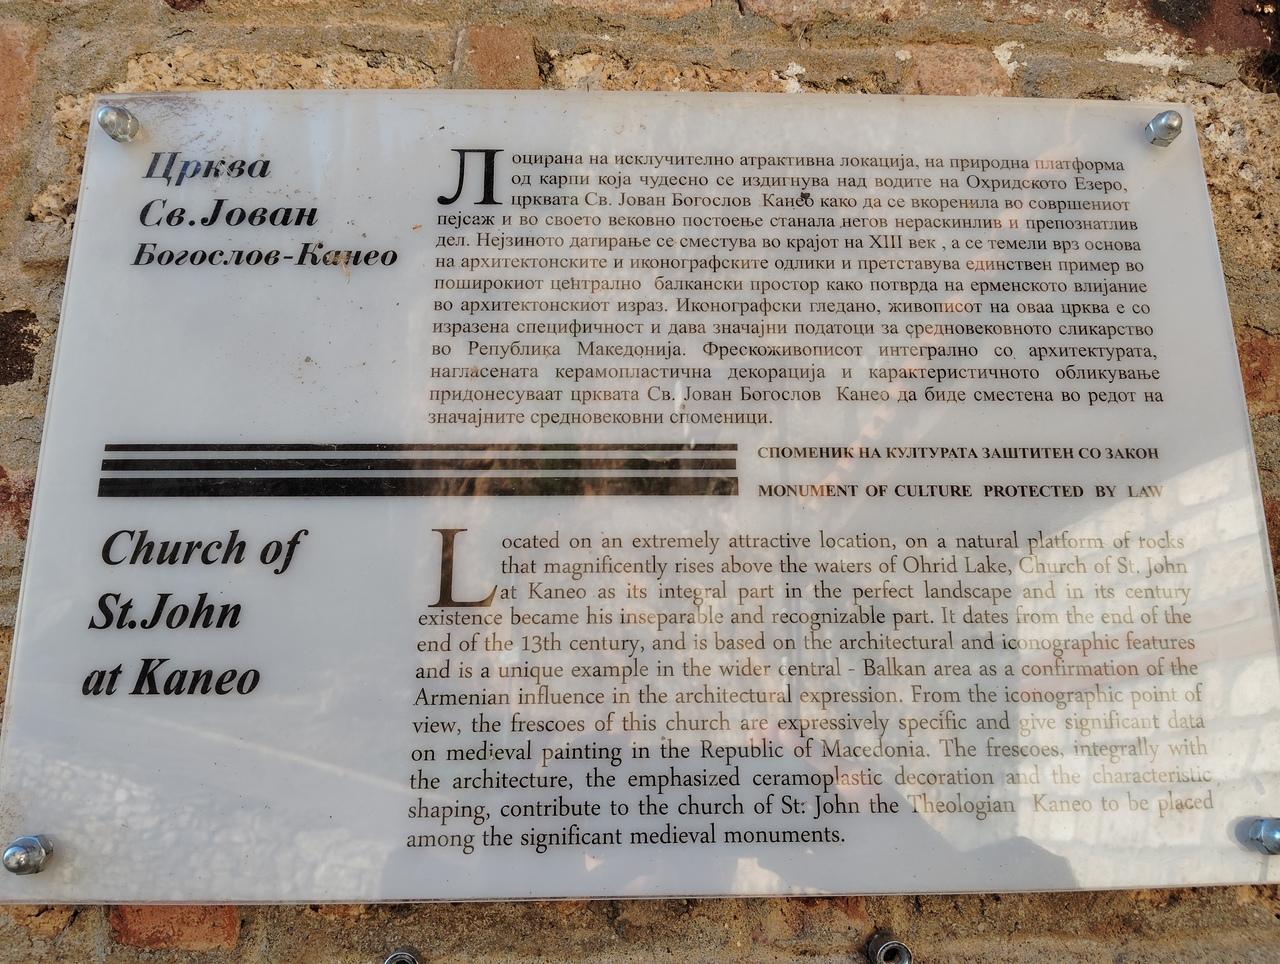 Црква
Св.Јован
Богослов-Канео
Лоцирана на исклучително атрактивна локација, на природна платформа
од карпи која чудесно се издигнува над водите на Охридското Езеро,
црквата Св. Јован Богослов Канео како да се вкоренила во совршениот
пејсаж и во своето вековно постоење станала негов нераскинлив и препознатлив
дел. Нејзиното датирање се сместува во крајот на XIII век , а се темели врз основа
на архитектонските и иконографските одлики и претставува единствен пример во
поширокиот централно балкански простор како потврда на ерменското влијание
во архитектонскиот израз. Иконографски гледано, живописот на оваа црква е со
изразена специфичност и дава значајни податоци за средновековното сликарство
во Република Македонија. Фрескоживописот интегрално со архитектурата,
нагласената керамопластична декорација и карактеристичното обликување
придонесуваат црквата Св. Јован Богослов Канео да биде сместена во редот на
значајните средновековни споменици.
СПОМЕНИК НА КУЛТУРАТА ЗАШТИТЕН СО ЗАКОН
MONUMENT OF CULTURE PROTECTED BY LAW
Church of
St.John
at Kaneo
Located on an extremely attractive location, on a natural platform of rocks
that magnificently rises above the waters of Ohrid Lake, Church of St. John
at Kaneo as its integral part in the perfect landscape and in its century
existence became his inseparable and recognizable part. It dates from the end of the
end of the 13th century, and is based on the architectural and iconographic features
and is a unique example in the wider central - Balkan area as a confirmation of the
Armenian influence in the architectural expression. From the iconographic point of
view, the frescoes of this church are expressively specific and give significant data
on medieval painting in the Republic of Macedonia. The frescoes, integrally with
the architecture, the emphasized ceramoplastic decoration and the characteristic
shaping, contribute to the church of St: John the Theologian Kaneo to be placed
among the significant medieval monuments.